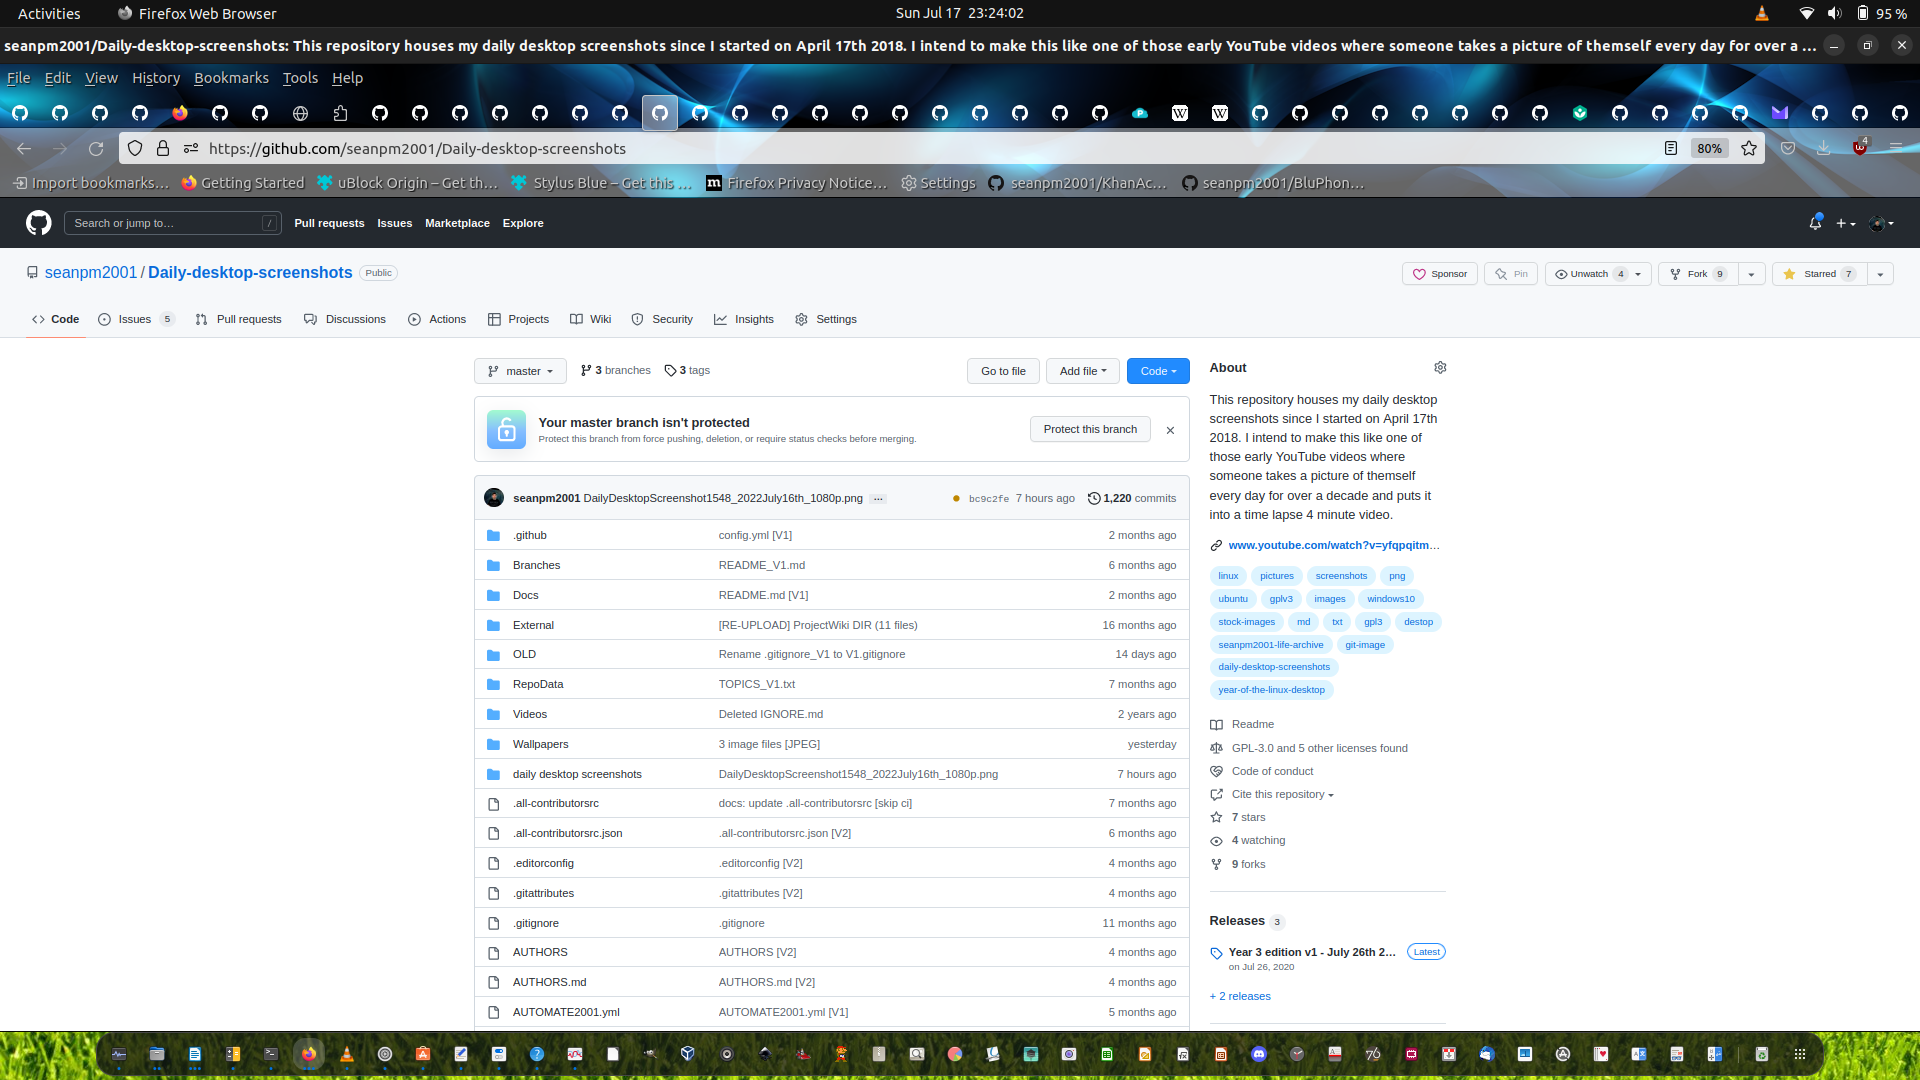 Activities
Firefox Web Browser
Sun Jul 17 23:24:02
95 %
seanpm2001/Daily-desktop-screenshots: This repository houses my daily desktop screenshots since I started on April 17th 2018. I intend to make this like one of those early YouTube videos where someone takes a picture of themself every day for over a …
File Edit View History Bookmarks Tools Help
https://github.com/seanpm2001/Daily-desktop-screenshots
80%
4
Import bookmarks… Getting Started uBlock Origin – Get th… Stylus Blue – Get this … Firefox Privacy Notice… Settings seanpm2001/KhanAc… seanpm2001/BluPhon…
Search or jump to… /
Pull requests Issues Marketplace Explore
seanpm2001 / Daily-desktop-screenshots Public
Sponsor Pin Unwatch 4 Fork 9 Starred 7
Code Issues 5 Pull requests Discussions Actions Projects Wiki Security Insights Settings
master 3 branches 3 tags Go to file Add file Code
Your master branch isn't protected
Protect this branch from force pushing, deletion, or require status checks before merging.
Protect this branch
seanpm2001 DailyDesktopScreenshot1548_2022July16th_1080p.png … bc9c2fe 7 hours ago 1,220 commits
.github config.yml [V1] 2 months ago
Branches README_V1.md 6 months ago
Docs README.md [V1] 2 months ago
External [RE-UPLOAD] ProjectWiki DIR (11 files) 16 months ago
OLD Rename .gitignore_V1 to V1.gitignore 14 days ago
RepoData TOPICS_V1.txt 7 months ago
Videos Deleted IGNORE.md 2 years ago
Wallpapers 3 image files [JPEG] yesterday
daily desktop screenshots DailyDesktopScreenshot1548_2022July16th_1080p.png 7 hours ago
.all-contributorsrc docs: update .all-contributorsrc [skip ci] 7 months ago
.all-contributorsrc.json .all-contributorsrc.json [V2] 6 months ago
.editorconfig .editorconfig [V2] 4 months ago
.gitattributes .gitattributes [V2] 4 months ago
.gitignore .gitignore 11 months ago
AUTHORS AUTHORS [V2] 4 months ago
AUTHORS.md AUTHORS.md [V2] 4 months ago
AUTOMATE2001.yml AUTOMATE2001.yml [V1] 5 months ago
About
This repository houses my daily desktop
screenshots since I started on April 17th
2018. I intend to make this like one of
those early YouTube videos where
someone takes a picture of themself
every day for over a decade and puts it
into a time lapse 4 minute video.
www.youtube.com/watch?v=yfqpqitm…
linux pictures screenshots png
ubuntu gplv3 images windows10
stock-images md txt gpl3 destop
seanpm2001-life-archive git-image
daily-desktop-screenshots
year-of-the-linux-desktop
Readme
GPL-3.0 and 5 other licenses found
Code of conduct
Cite this repository
7 stars
4 watching
9 forks
Releases 3
Year 3 edition v1 - July 26th 2… Latest
on Jul 26, 2020
+ 2 releases